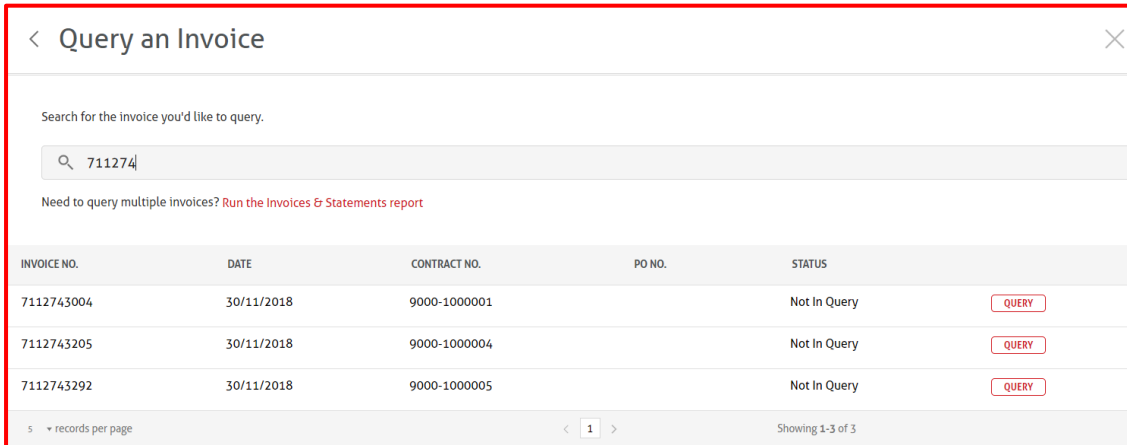 Query an Invoice
Search for the invoice you'd like to query.
711274
Need to query multiple invoices? Run the Invoices & Statements report
INVOICE NO. DATE CONTRACT NO. PO NO. STATUS
7112743004 30/11/2018 9000-1000001 Not In Query QUERY
7112743205 30/11/2018 9000-1000004 Not In Query QUERY
7112743292 30/11/2018 9000-1000005 Not In Query QUERY
5 records per page 1 Showing 1-3 of 3